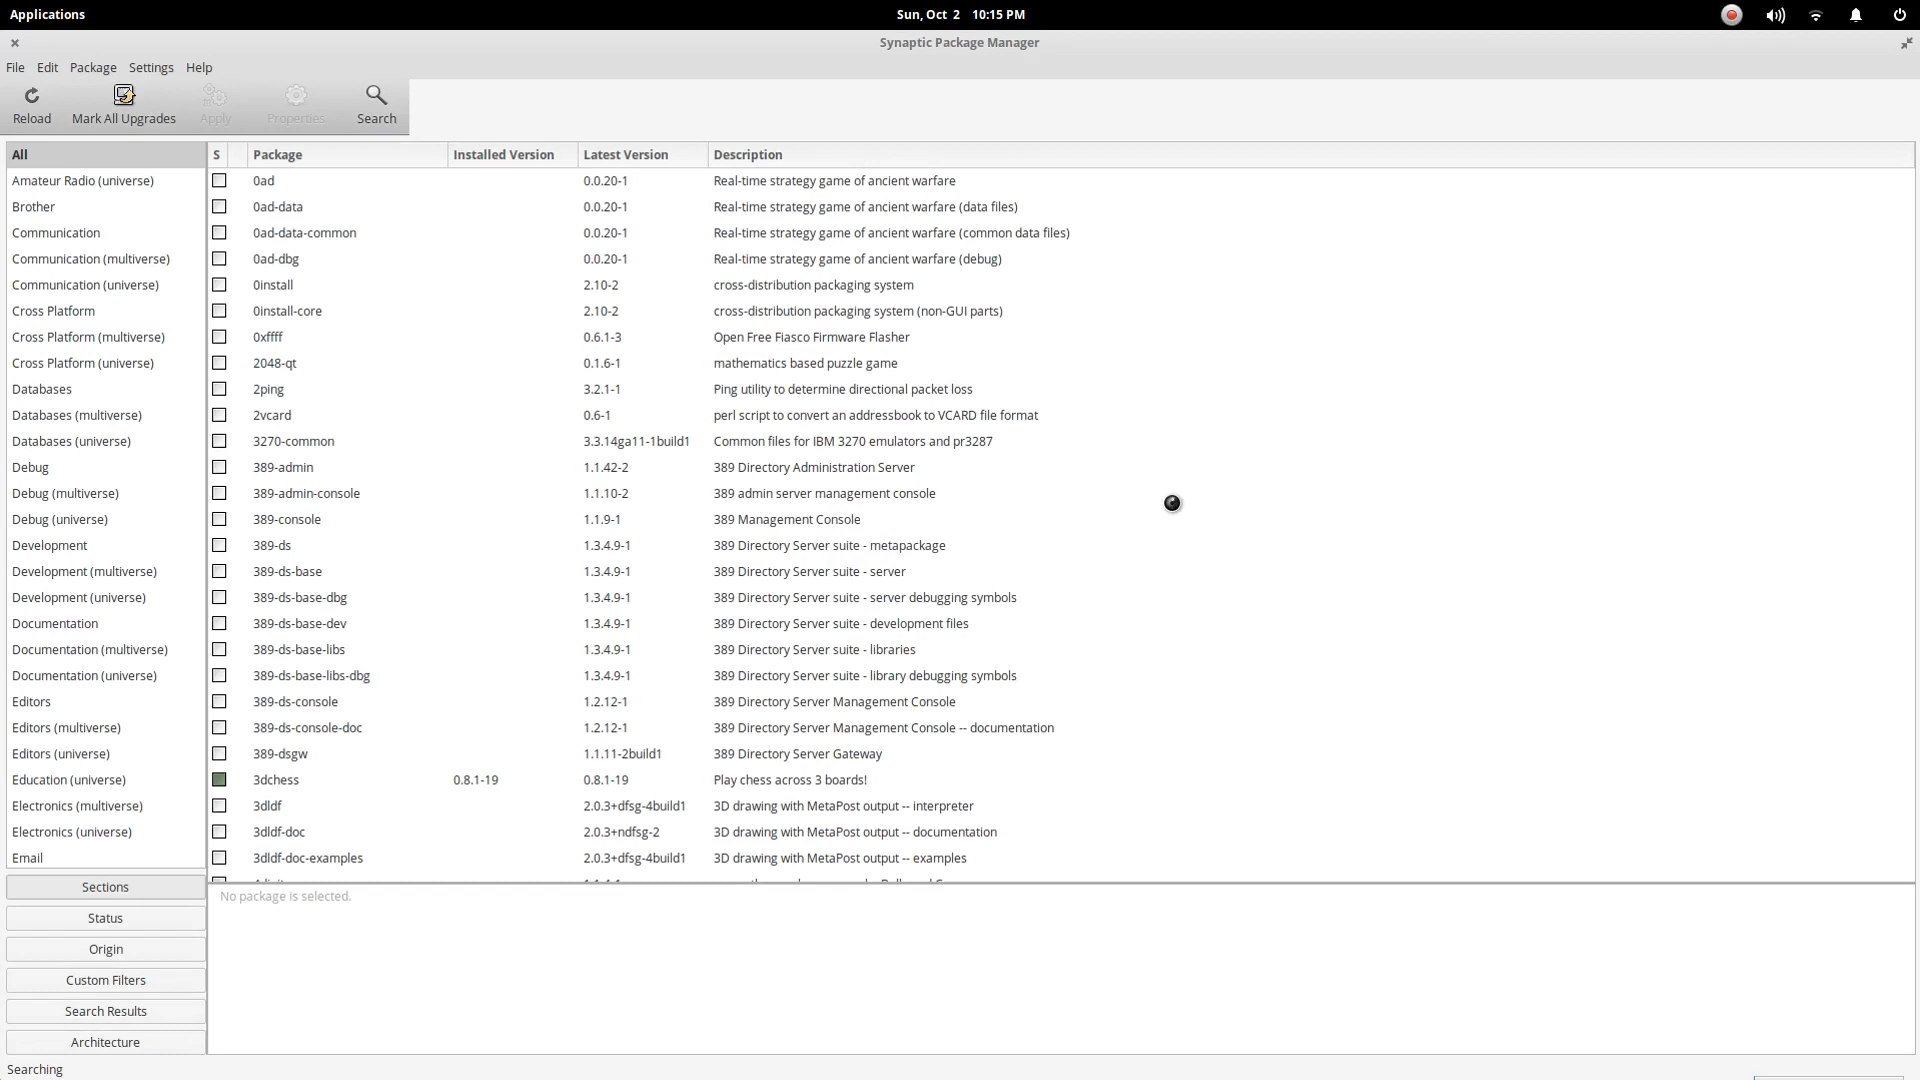 Applications
Sun, Oct 2 10:15 PM
Synaptic Package Manager
File Edit Package Settings Help
Reload Mark All Upgrades Apply Properties Search
All
Amateur Radio (universe)
Brother
Communication
Communication (multiverse)
Communication (universe)
Cross Platform
Cross Platform (multiverse)
Cross Platform (universe)
Databases
Databases (multiverse)
Databases (universe)
Debug
Debug (multiverse)
Debug (universe)
Development
Development (multiverse)
Development (universe)
Documentation
Documentation (multiverse)
Documentation (universe)
Editors
Editors (multiverse)
Editors (universe)
Education (universe)
Electronics (multiverse)
Electronics (universe)
Email
Sections
Status
Origin
Custom Filters
Search Results
Architecture
S Package Installed Version Latest Version Description
0ad 0.0.20-1 Real-time strategy game of ancient warfare
0ad-data 0.0.20-1 Real-time strategy game of ancient warfare (data files)
0ad-data-common 0.0.20-1 Real-time strategy game of ancient warfare (common data files)
0ad-dbg 0.0.20-1 Real-time strategy game of ancient warfare (debug)
0install 2.10-2 cross-distribution packaging system
0install-core 2.10-2 cross-distribution packaging system (non-GUI parts)
0xffff 0.6.1-3 Open Free Fiasco Firmware Flasher
2048-qt 0.1.6-1 mathematics based puzzle game
2ping 3.2.1-1 Ping utility to determine directional packet loss
2vcard 0.6-1 perl script to convert an addressbook to VCARD file format
3270-common 3.3.14ga11-1build1 Common files for IBM 3270 emulators and pr3287
389-admin 1.1.42-2 389 Directory Administration Server
389-admin-console 1.1.10-2 389 admin server management console
389-console 1.1.9-1 389 Management Console
389-ds 1.3.4.9-1 389 Directory Server suite - metapackage
389-ds-base 1.3.4.9-1 389 Directory Server suite - server
389-ds-base-dbg 1.3.4.9-1 389 Directory Server suite - server debugging symbols
389-ds-base-dev 1.3.4.9-1 389 Directory Server suite - development files
389-ds-base-libs 1.3.4.9-1 389 Directory Server suite - libraries
389-ds-base-libs-dbg 1.3.4.9-1 389 Directory Server suite - library debugging symbols
389-ds-console 1.2.12-1 389 Directory Server Management Console
389-ds-console-doc 1.2.12-1 389 Directory Server Management Console -- documentation
389-dsgw 1.1.11-2build1 389 Directory Server Gateway
3dchess 0.8.1-19 0.8.1-19 Play chess across 3 boards!
3dldf 2.0.3+dfsg-4build1 3D drawing with MetaPost output -- interpreter
3dldf-doc 2.0.3+ndfsg-2 3D drawing with MetaPost output -- documentation
3dldf-doc-examples 2.0.3+dfsg-4build1 3D drawing with MetaPost output -- examples
No package is selected.
Searching